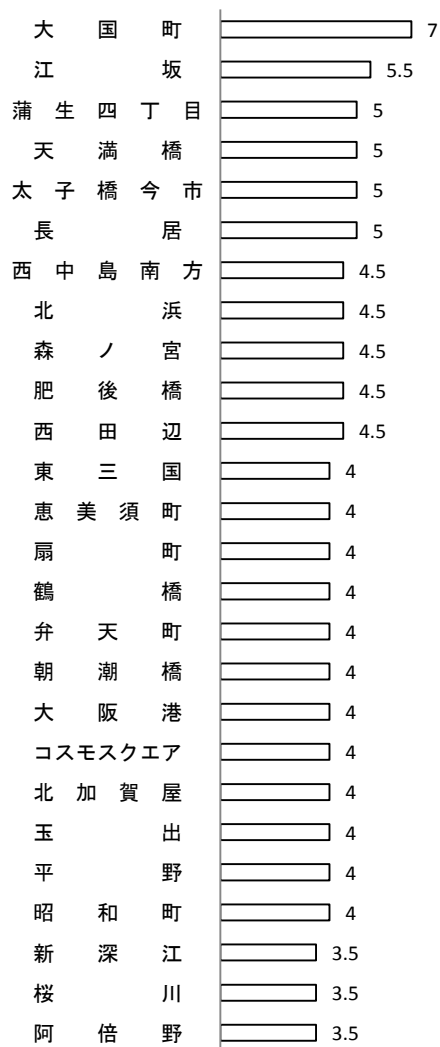 大国町 7
江坂 5.5
蒲生四丁目 5
天満橋 5
太子橋今市 5
長居 5
西中島南方 4.5
北浜 4.5
森ノ宮 4.5
肥後橋 4.5
西田辺 4.5
東三国 4
恵美須町 4
扇町 4
鶴橋 4
弁天町 4
朝潮橋 4
大阪港 4
コスモスクエア 4
北加賀屋 4
玉出 4
平野 4
昭和町 4
新深江 3.5
桜川 3.5
阿倍野 3.5